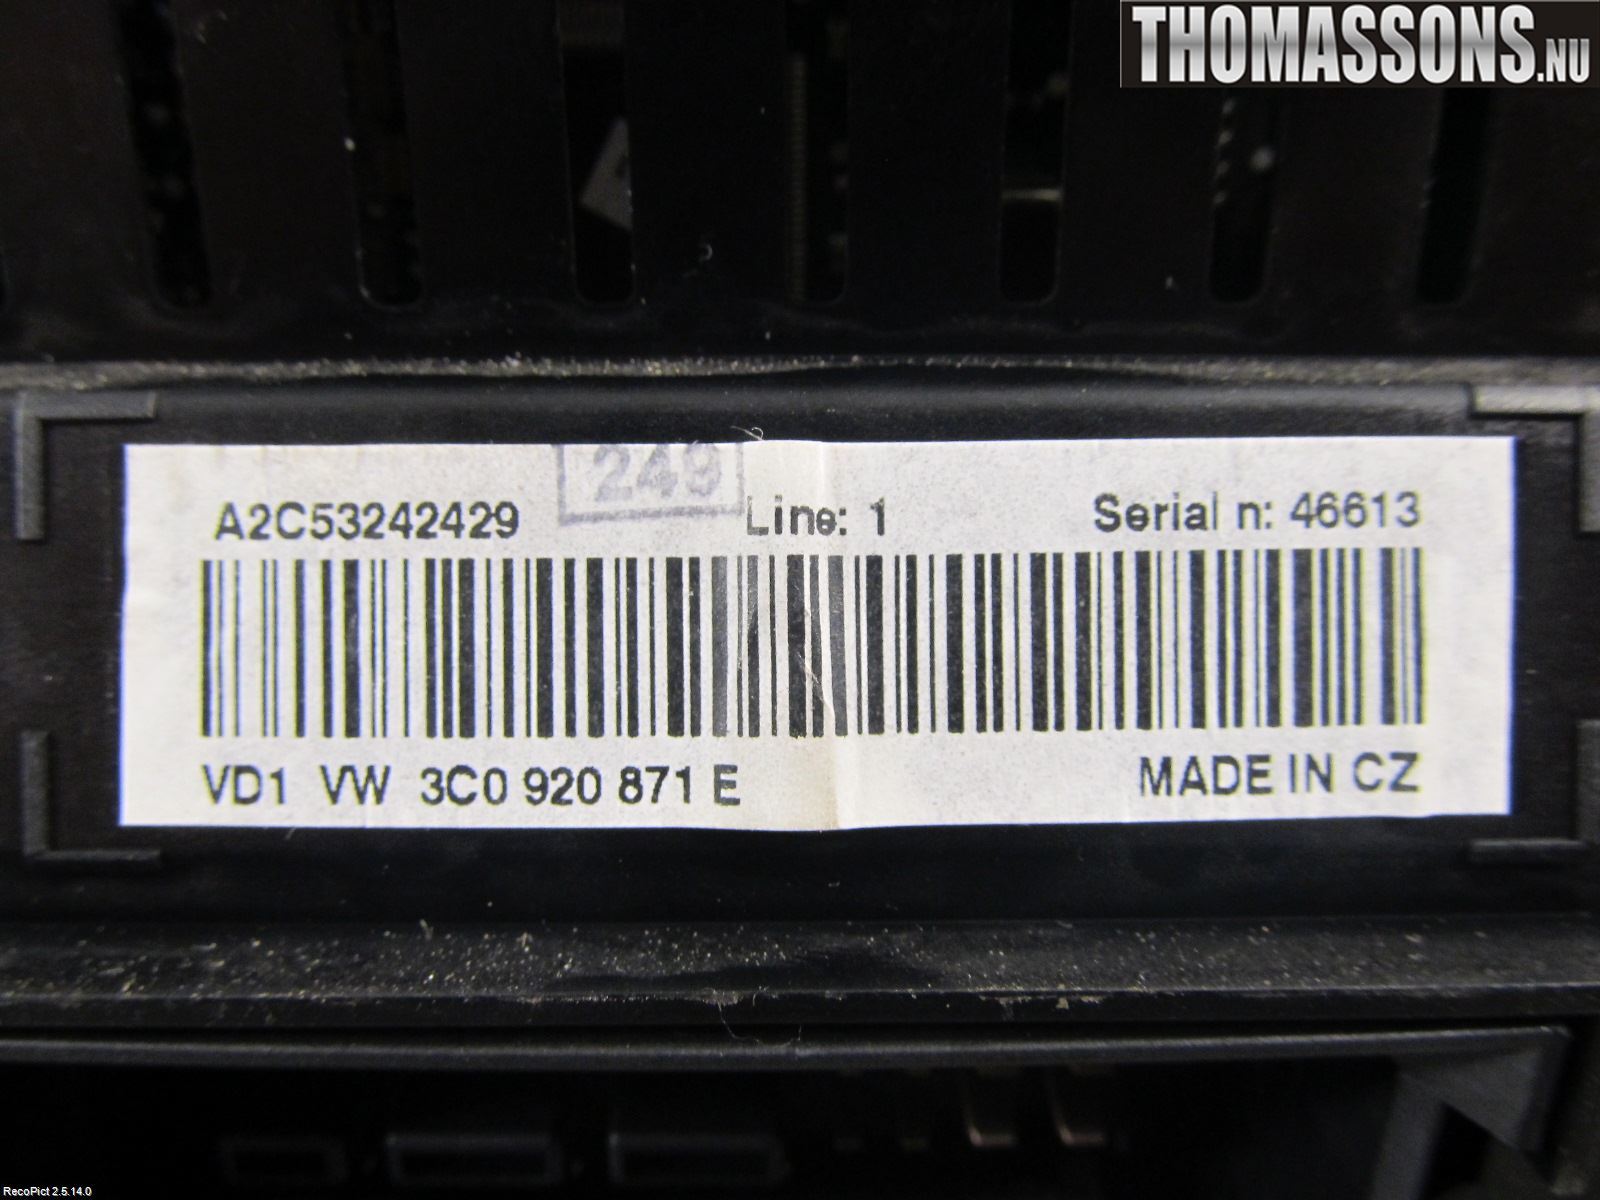 THOMASSONS.NU
249
A2C53242429 Line: 1 Serial n: 46613
VD1 VW 3C0 920 871 E MADE IN CZ
RecoPict 2.5.14.0